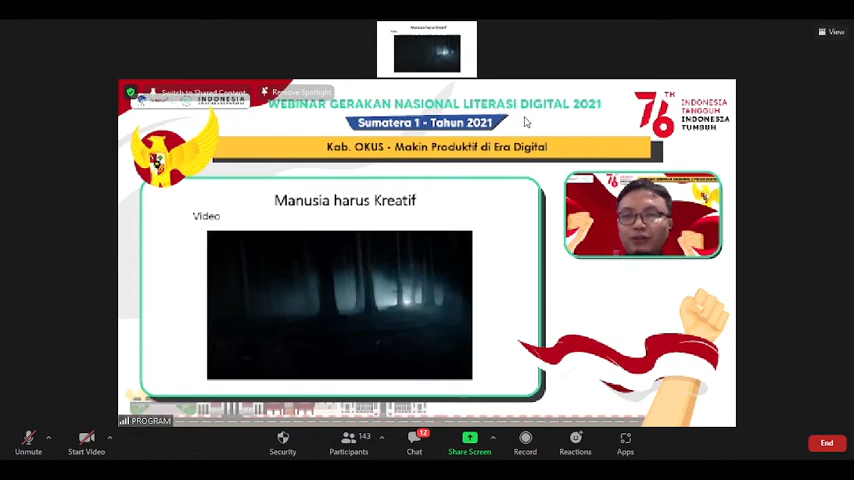 Manusia harus Kreatif
View
Switch to Shared Content
Remove Spotlight
INDONESIA
WEBINAR GERAKAN NASIONAL LITERASI DIGITAL 2021
Sumatera 1 - Tahun 2021
Kab. OKUS - Makin Produktif di Era Digital
76TH
INDONESIA
TANGGUH
INDONESIA
TUMBUH
Manusia harus Kreatif
Video
PROGRAM
Unmute
Start Video
Security
143
Participants
12
Chat
Share Screen
Record
Reactions
Apps
End